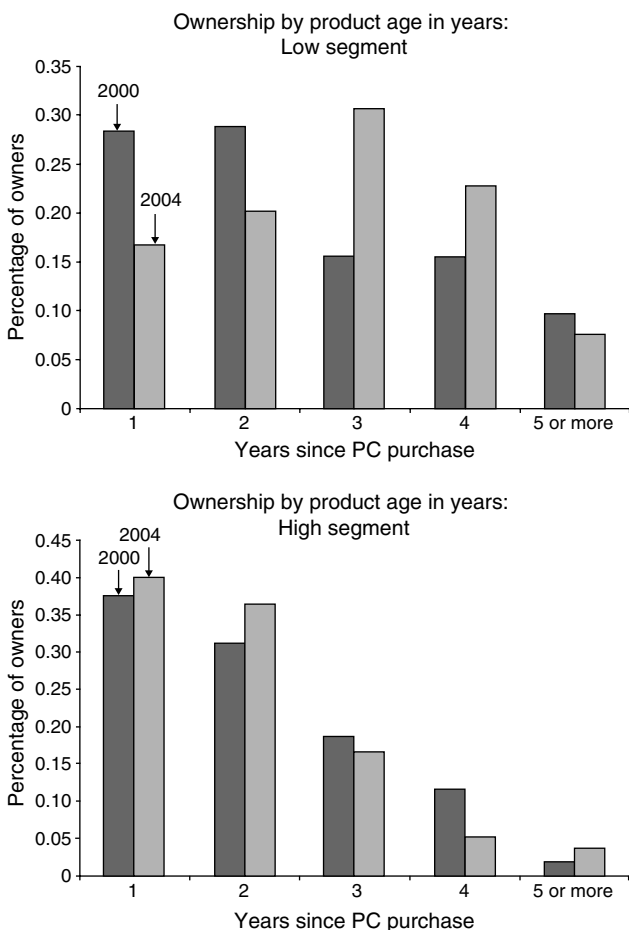 Ownership by product age in years:
Low segment
0.35
2000
0.30
0.25
2004
0.20
0.15
0.10
0.05
0
Percentage of owners
1 2 3 4 5 or more
Years since PC purchase
Ownership by product age in years:
High segment
0.45
2004
2000
0.40
0.35
0.30
0.25
0.20
0.15
0.10
0.05
0
Percentage of owners
1 2 3 4 5 or more
Years since PC purchase